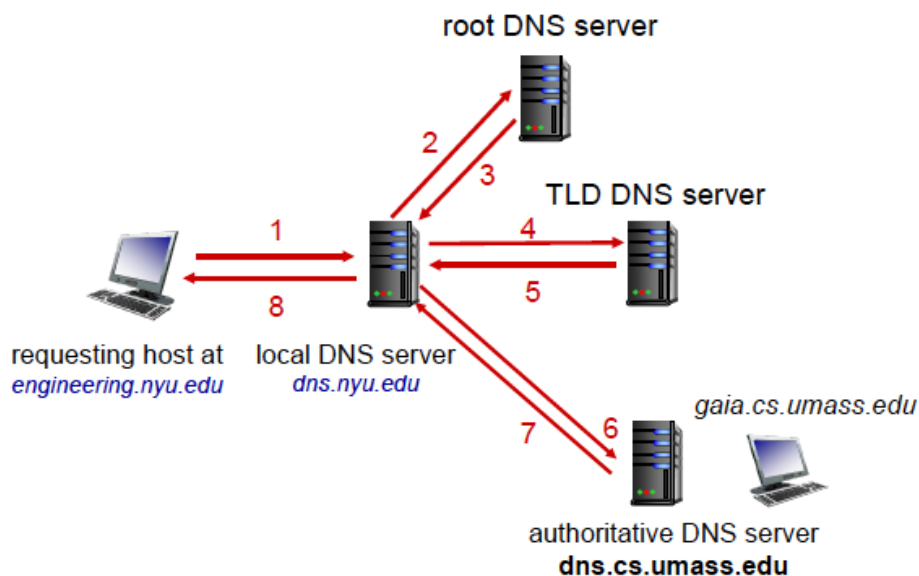 root DNS server
2
3
TLD DNS server
1
4
5
8
requesting host at
engineering.nyu.edu
local DNS server
dns.nyu.edu
gaia.cs.umass.edu
6
7
authoritative DNS server
dns.cs.umass.edu